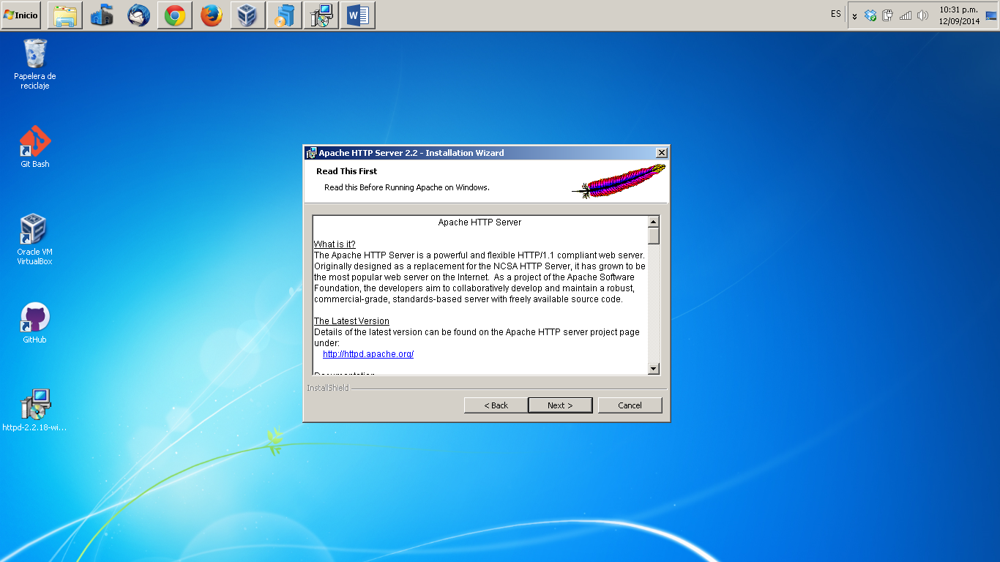 Inicio
ES
10:31 p.m.
12/09/2014
Papelera de
reciclaje
Git Bash
Oracle VM
VirtualBox
GitHub
httpd-2.2.18-wi...
Apache HTTP Server 2.2 - Installation Wizard
Read This First
Read this Before Running Apache on Windows.
Apache HTTP Server
What is it?
The Apache HTTP Server is a powerful and flexible HTTP/1.1 compliant web server.
Originally designed as a replacement for the NCSA HTTP Server, it has grown to be
the most popular web server on the Internet.  As a project of the Apache Software
Foundation, the developers aim to collaboratively develop and maintain a robust,
commercial-grade, standards-based server with freely available source code.
The Latest Version
Details of the latest version can be found on the Apache HTTP server project page
under:
http://httpd.apache.org/
Documentation
InstallShield
< Back
Next >
Cancel